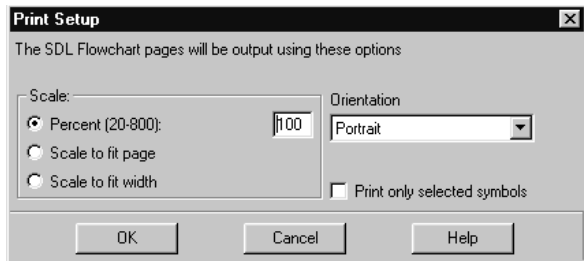 Print Setup
The SDL Flowchart pages will be output using these options
Scale:
Percent (20-800): 100
Scale to fit page
Scale to fit width
Orientation
Portrait
Print only selected symbols
OK Cancel Help